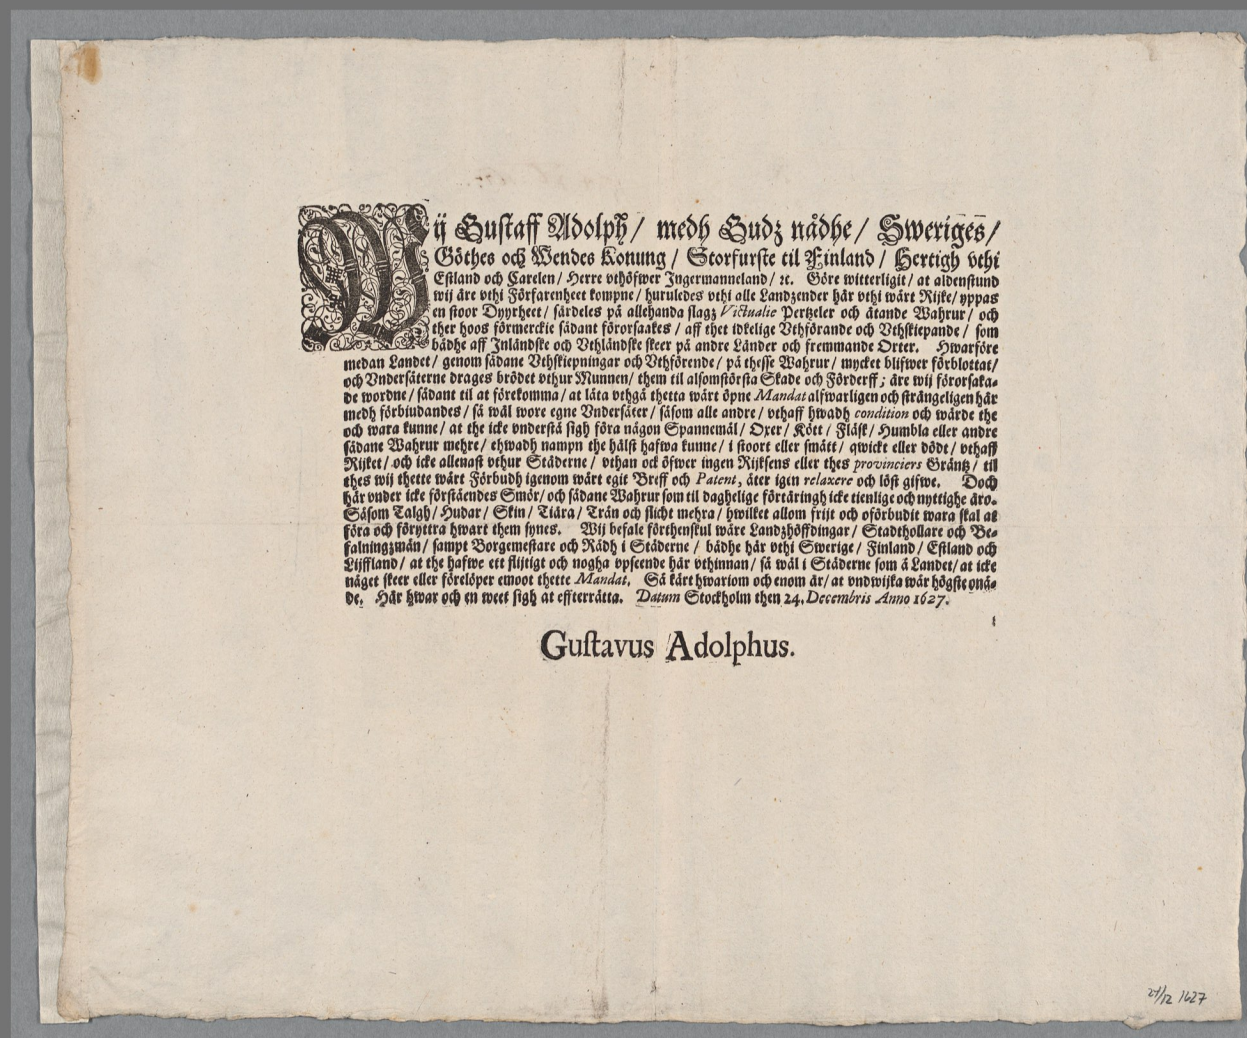 Wij Gustaff Adolph/ medh Gudz nådhe/ Sweriges/
Göthes och Wendes Konung/ Storfurste til Finland/ Hertigh vthi
Estland och Carelen/ Herre vthöfwer Ingermanneland/ ꝛc. Göre witterligit/ at aldenstund
wij äre vthi Förfarenheet kompne/ huruledes vthi alle Landzender här vthi wårt Rijke/ yppas
en stoor Dyyrheet/ särdeles på allehanda slagz Victualie Pertzeler och ätande Wahrur/ och
ther hoos förmerckie sådant förorsaakes/ aff thet idkelige Vthförande och Vthskiepande/ som
bådhe aff Inländske och Vthländske skeer på andre Länder och fremmande Orter. Hwarföre
medan Landet/ genom sådane Vthskiepningar och Vthförende/ på thesse Wahrur/ mycket blifwer förblottat/
och Vndersåterne drages brödet vthur Munnen/ them til alsomstörsta Skade och Förderff; äre wij förorsaka-
de wordne/ sådant til at förekomma/ at låta vthgå thetta wårt öpne Mandat alfwarligen och strängeligen här
medh förbiudandes/ så wäl wore egne Vndersåter/ såsom alle andre/ vthaff hwadh condition och wärde the
och wara kunne/ at the icke vnderstå sigh föra någon Spannemål/ Oxer/ Kött/ Fläsk/ Humbla eller andre
sådane Wahrur mehre/ ehwadh nampn the hälst hafwa kunne/ i stoort eller smått/ qwickt eller dödt/ vthaff
Rijket/ och icke allenast vthur Städerne/ vthan ock öfwer ingen Rijksens eller thes provinciers Gräntz/ til
thes wij thette wårt Förbudh igenom wårt egit Breff och Patent, åter igin relaxere och löst gifwe. Doch
här vnder icke förståendes Smör/ och sådane Wahrur som til daghelige förtäringh icke tienlige och nyttighe äro.
Såsom Talgh/ Hudar/ Skin/ Tiära/ Trån och slicht mehra/ hwilket allom frijt och oförbudit wara skal at
föra och föryttra hwart them synes. Wij befale förthenskul wåre Landzhöffdingar/ Stadthollare och Be-
falningzmän/ sampt Borgemestare och Rådh i Städerne/ bådhe här vthi Swerige/ Finland/ Estland och
Lijffland/ at the hafwe ett flijtigt och nogha vpseende här vthinnan/ så wäl i Städerne som å Landet/ at icke
något skeer eller förelöper emoot thette Mandat, Så kärt hwariom och enom är/ at vndwijka wår högste onå-
de. Här hwar och en weet sigh at effterrätta. Datum Stockholm then 24. Decembris Anno 1627.
Gustavus Adolphus.
24/12 1627